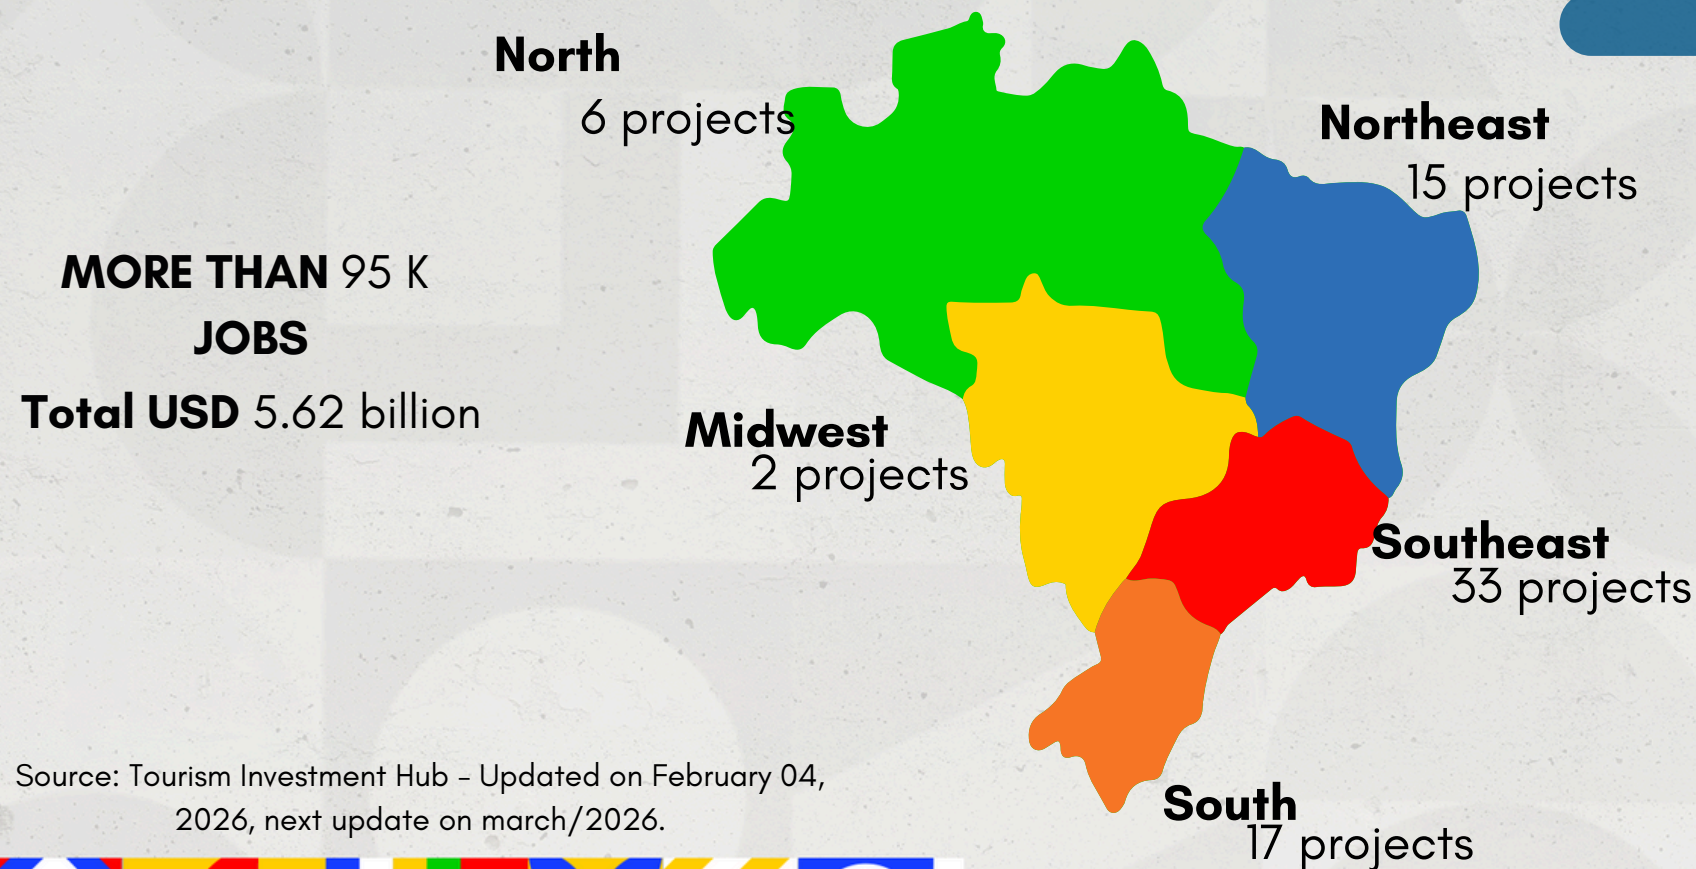 North
6 projects
Northeast
15 projects
MORE THAN 95 K
JOBS
Total USD 5.62 billion
Midwest
2 projects
Southeast
33 projects
South
17 projects
Source: Tourism Investment Hub - Updated on February 04,
2026, next update on march/2026.